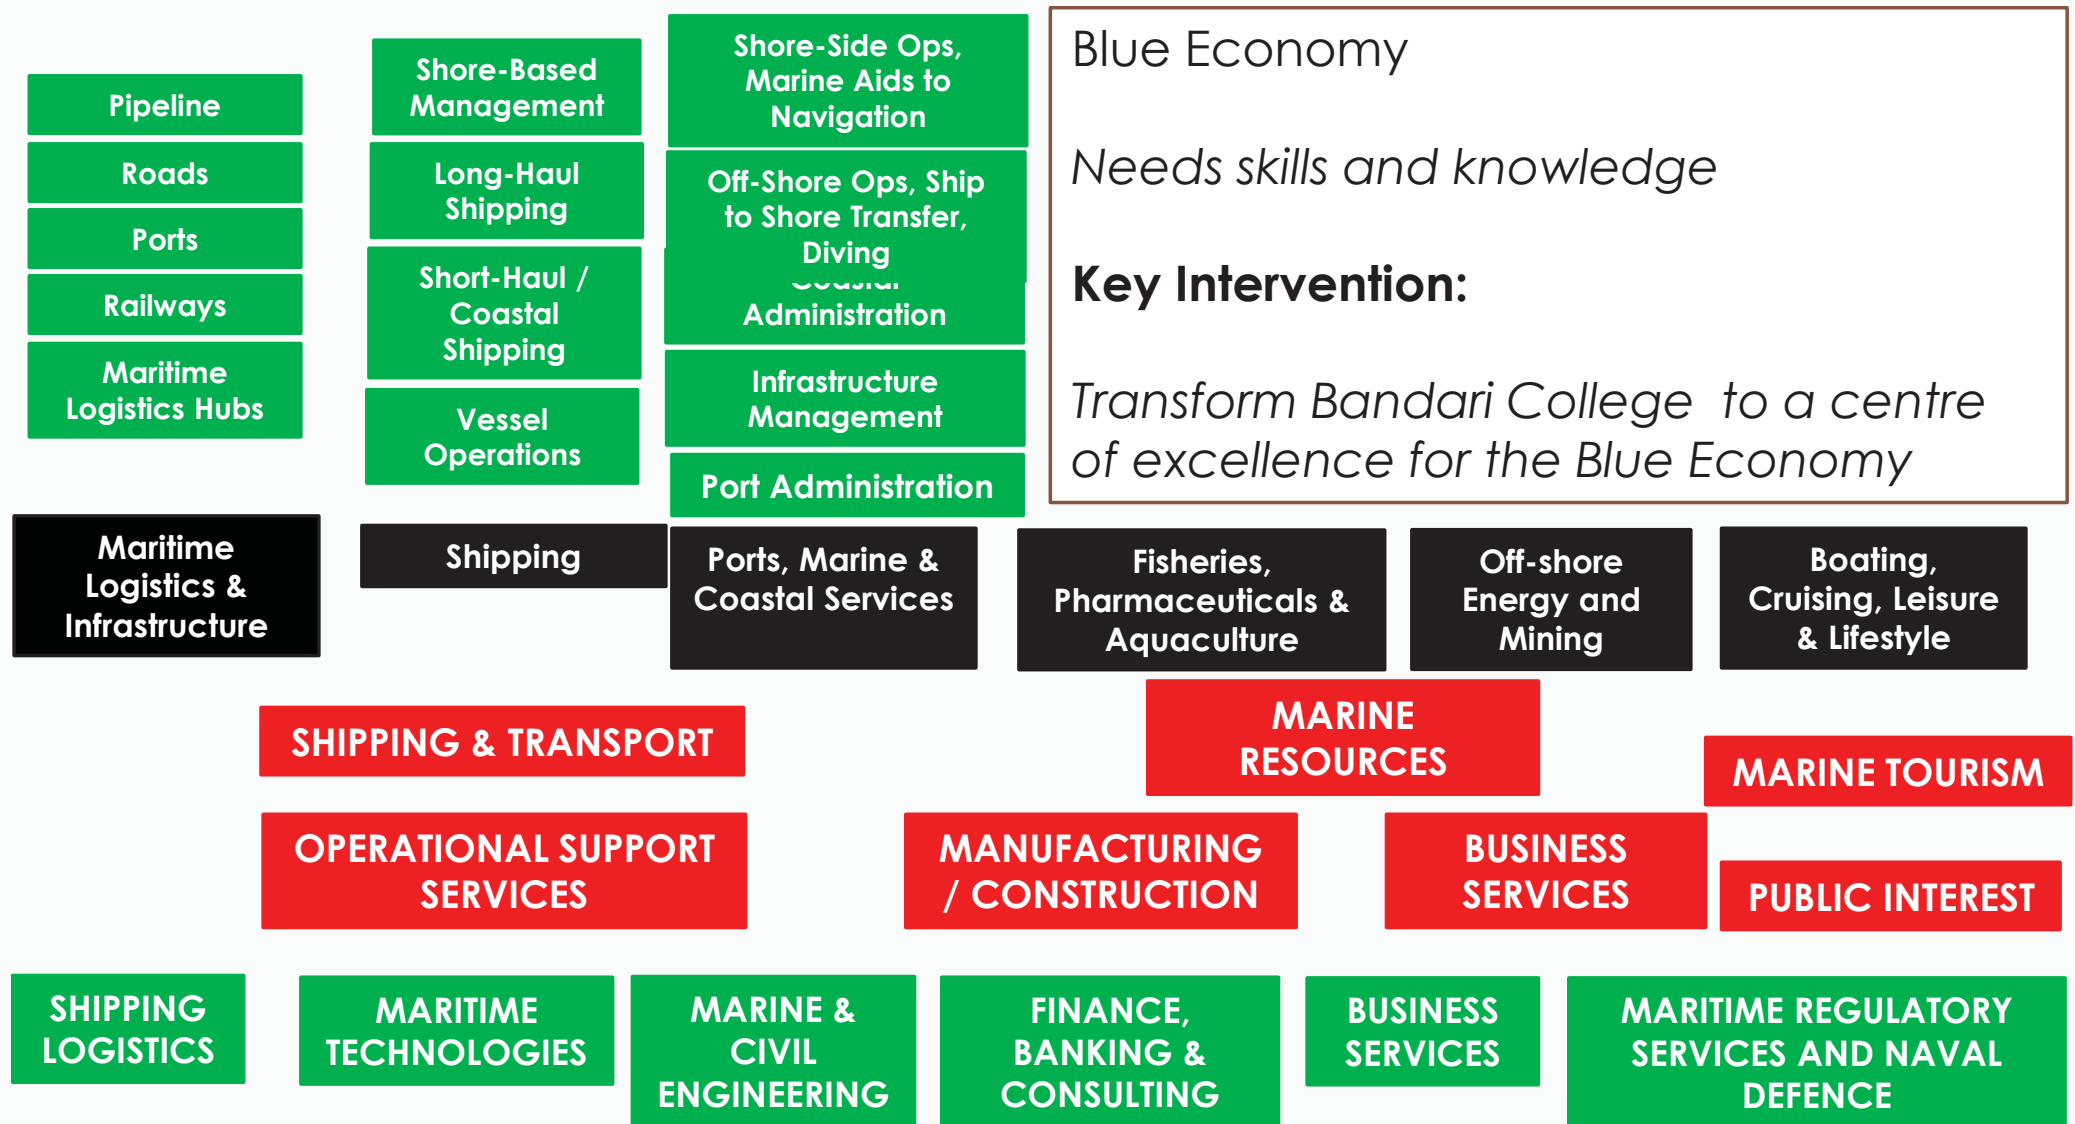 Pipeline
Roads
Ports
Railways
Maritime
Logistics Hubs
Shore-Based
Management
Long-Haul
Shipping
Short-Haul /
Coastal
Shipping
Vessel
Operations
Shore-Side Ops,
Marine Aids to
Navigation
Off-Shore Ops, Ship
to Shore Transfer,
Diving
Coastal
Administration
Infrastructure
Management
Port Administration
Blue Economy
Needs skills and knowledge
Key Intervention:
Transform Bandari College to a centre
of excellence for the Blue Economy
Maritime
Logistics &
Infrastructure
Shipping
Ports, Marine &
Coastal Services
Fisheries,
Pharmaceuticals &
Aquaculture
Off-shore
Energy and
Mining
Boating,
Cruising, Leisure
& Lifestyle
SHIPPING & TRANSPORT
MARINE
RESOURCES
MARINE TOURISM
OPERATIONAL SUPPORT
SERVICES
MANUFACTURING
/ CONSTRUCTION
BUSINESS
SERVICES
PUBLIC INTEREST
SHIPPING
LOGISTICS
MARITIME
TECHNOLOGIES
MARINE &
CIVIL
ENGINEERING
FINANCE,
BANKING &
CONSULTING
BUSINESS
SERVICES
MARITIME REGULATORY
SERVICES AND NAVAL
DEFENCE